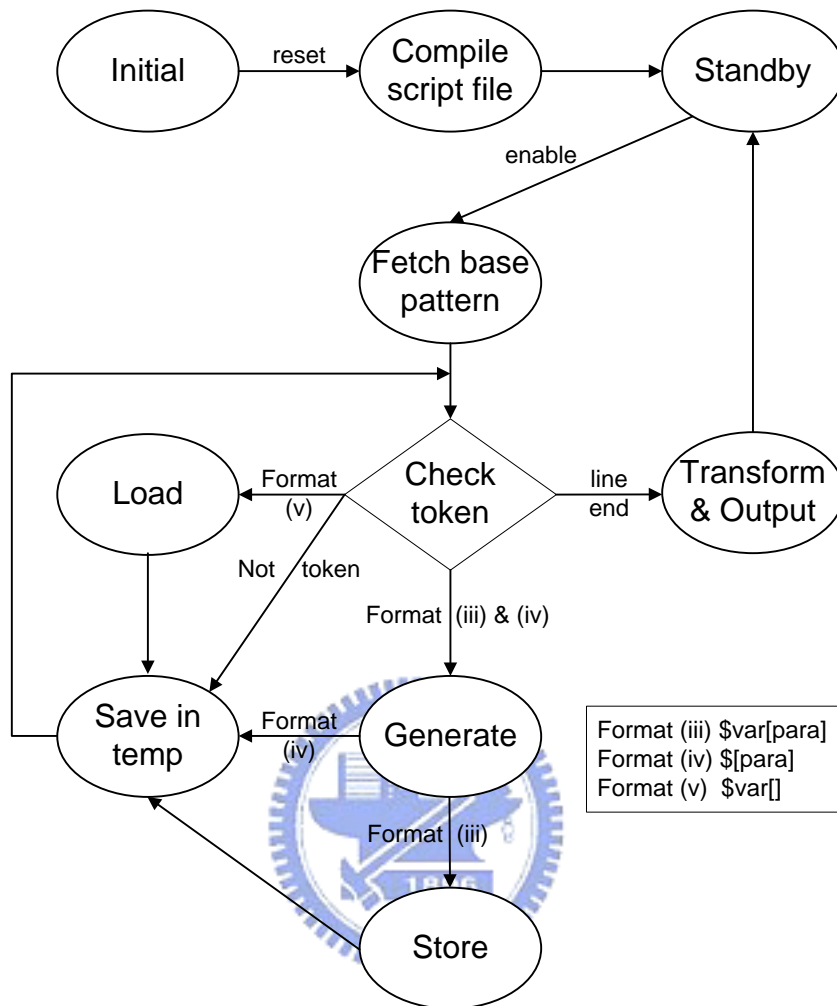 Initial
reset
Compile
script file
Standby
enable
Fetch base
pattern
Load
Format
(v)
Check
token
line
end
Transform
& Output
Not token
Format (iii) & (iv)
Save in
temp
Format
(iv)
Generate
Format (iii) $var[para]
Format (iv) $[para]
Format (v) $var[]
Format (iii)
1896
Store